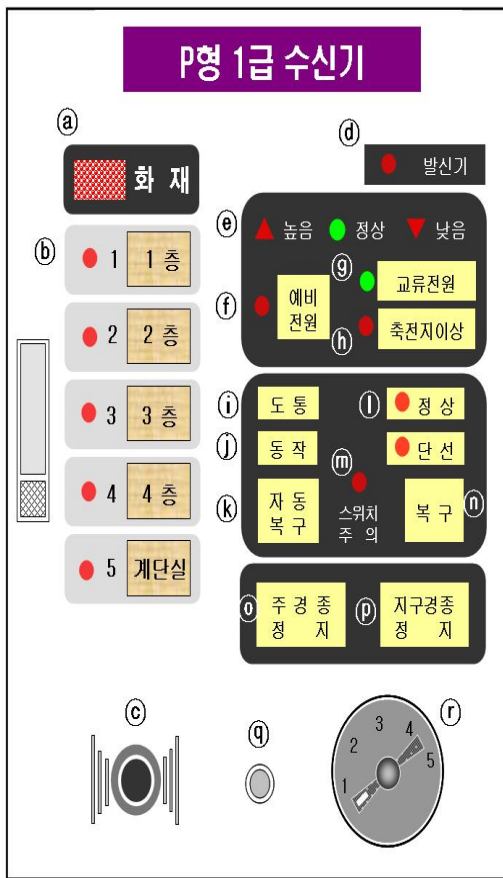 P형 1급 수신기
ⓐ
화 재
ⓑ
1 1 층
2 2 층
3 3 층
4 4 층
5 계단실
ⓓ
발신기
ⓔ 높음 정상 낮음
ⓕ 예비
전원
ⓖ 교류전원
ⓗ 축전지이상
ⓘ 도 통
ⓛ 정 상
ⓙ 동 작
단 선
ⓚ 자 동
복 구
ⓜ
스위치
주 의
복 구 ⓝ
ⓞ 주 경 종
정 지
ⓟ 지구경종
정 지
ⓒ
ⓠ
ⓡ
1
2
3
4
5